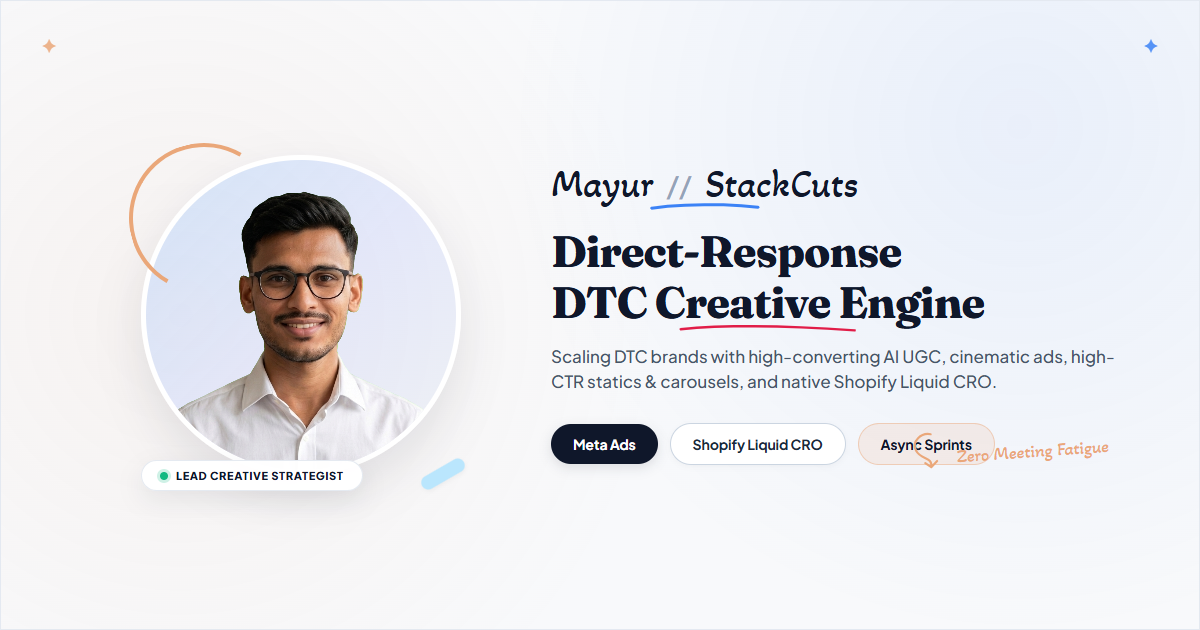 Mayur // StackCuts
Direct-Response
DTC Creative Engine
Scaling DTC brands with high-converting AI UGC, cinematic ads, high-
CTR statics & carousels, and native Shopify Liquid CRO.
Meta Ads
Shopify Liquid CRO
Async Sprints
Zero Meeting Fatigue
LEAD CREATIVE STRATEGIST